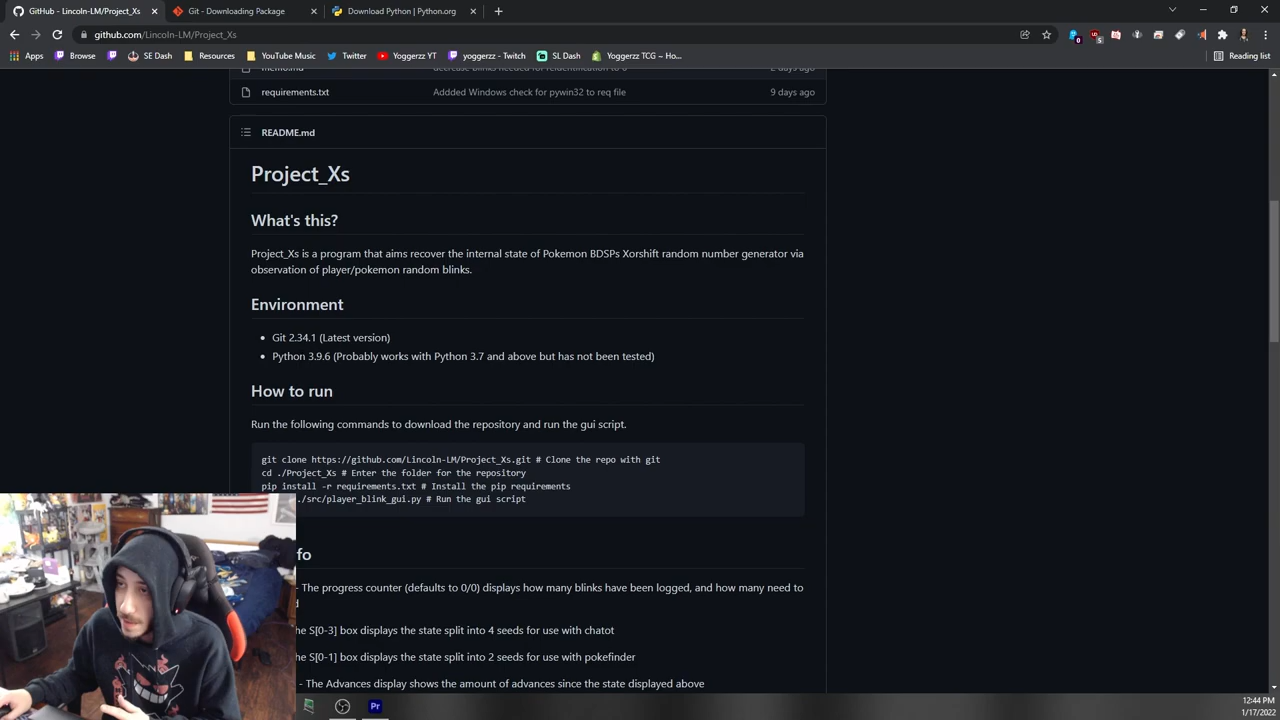 GitHub - Lincoln-LM/Project_Xs
Git - Downloading Package
Download Python | Python.org
github.com/Lincoln-LM/Project_Xs
Apps
Browse
SE Dash
Resources
YouTube Music
Twitter
Yoggerzz YT
yoggerzz - Twitch
SL Dash
Yoggerzz TCG ~ Ho...
Reading list
requirements.txt
Addded Windows check for pywin32 to req file
9 days ago
README.md
Project_Xs
What's this?
Project_Xs is a program that aims recover the internal state of Pokemon BDSPs Xorshift random number generator via
observation of player/pokemon random blinks.
Environment
Git 2.34.1 (Latest version)
Python 3.9.6 (Probably works with Python 3.7 and above but has not been tested)
How to run
Run the following commands to download the repository and run the gui script.
git clone https://github.com/Lincoln-LM/Project_Xs.git # Clone the repo with git
cd ./Project_Xs # Enter the folder for the repository
pip install -r requirements.txt # Install the pip requirements
./src/player_blink_gui.py # Run the gui script
fo
- The progress counter (defaults to 0/0) displays how many blinks have been logged, and how many need to
he S[0-3] box displays the state split into 4 seeds for use with chatot
he S[0-1] box displays the state split into 2 seeds for use with pokefinder
- The Advances display shows the amount of advances since the state displayed above
Pr
12:44 PM
1/17/2022